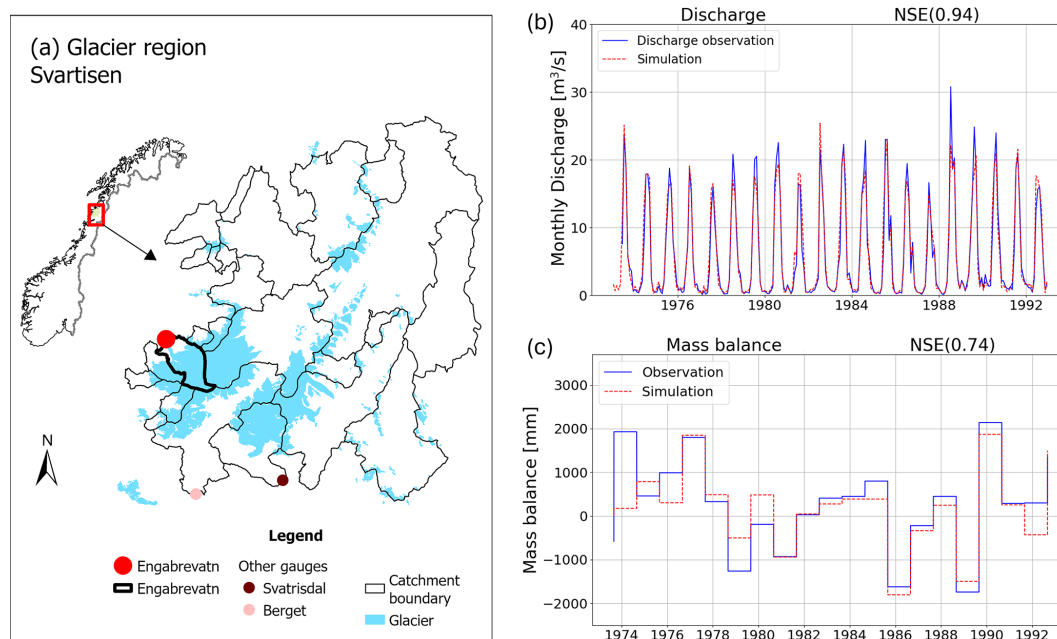 (a) Glacier region
Svartisen
N
Legend
Engabrevatn
Engabrevatn
Other gauges
Svatrisdal
Berget
Catchment
boundary
Glacier
(b)
Discharge NSE(0.94)
Discharge observation
Simulation
Monthly Discharge [m³/s]
40
30
20
10
0
1976 1980 1984 1988 1992
(c)
Mass balance NSE(0.74)
Observation
Simulation
Mass balance [mm]
3000
2000
1000
0
−1000
−2000
1974 1976 1978 1980 1982 1984 1986 1988 1990 1992